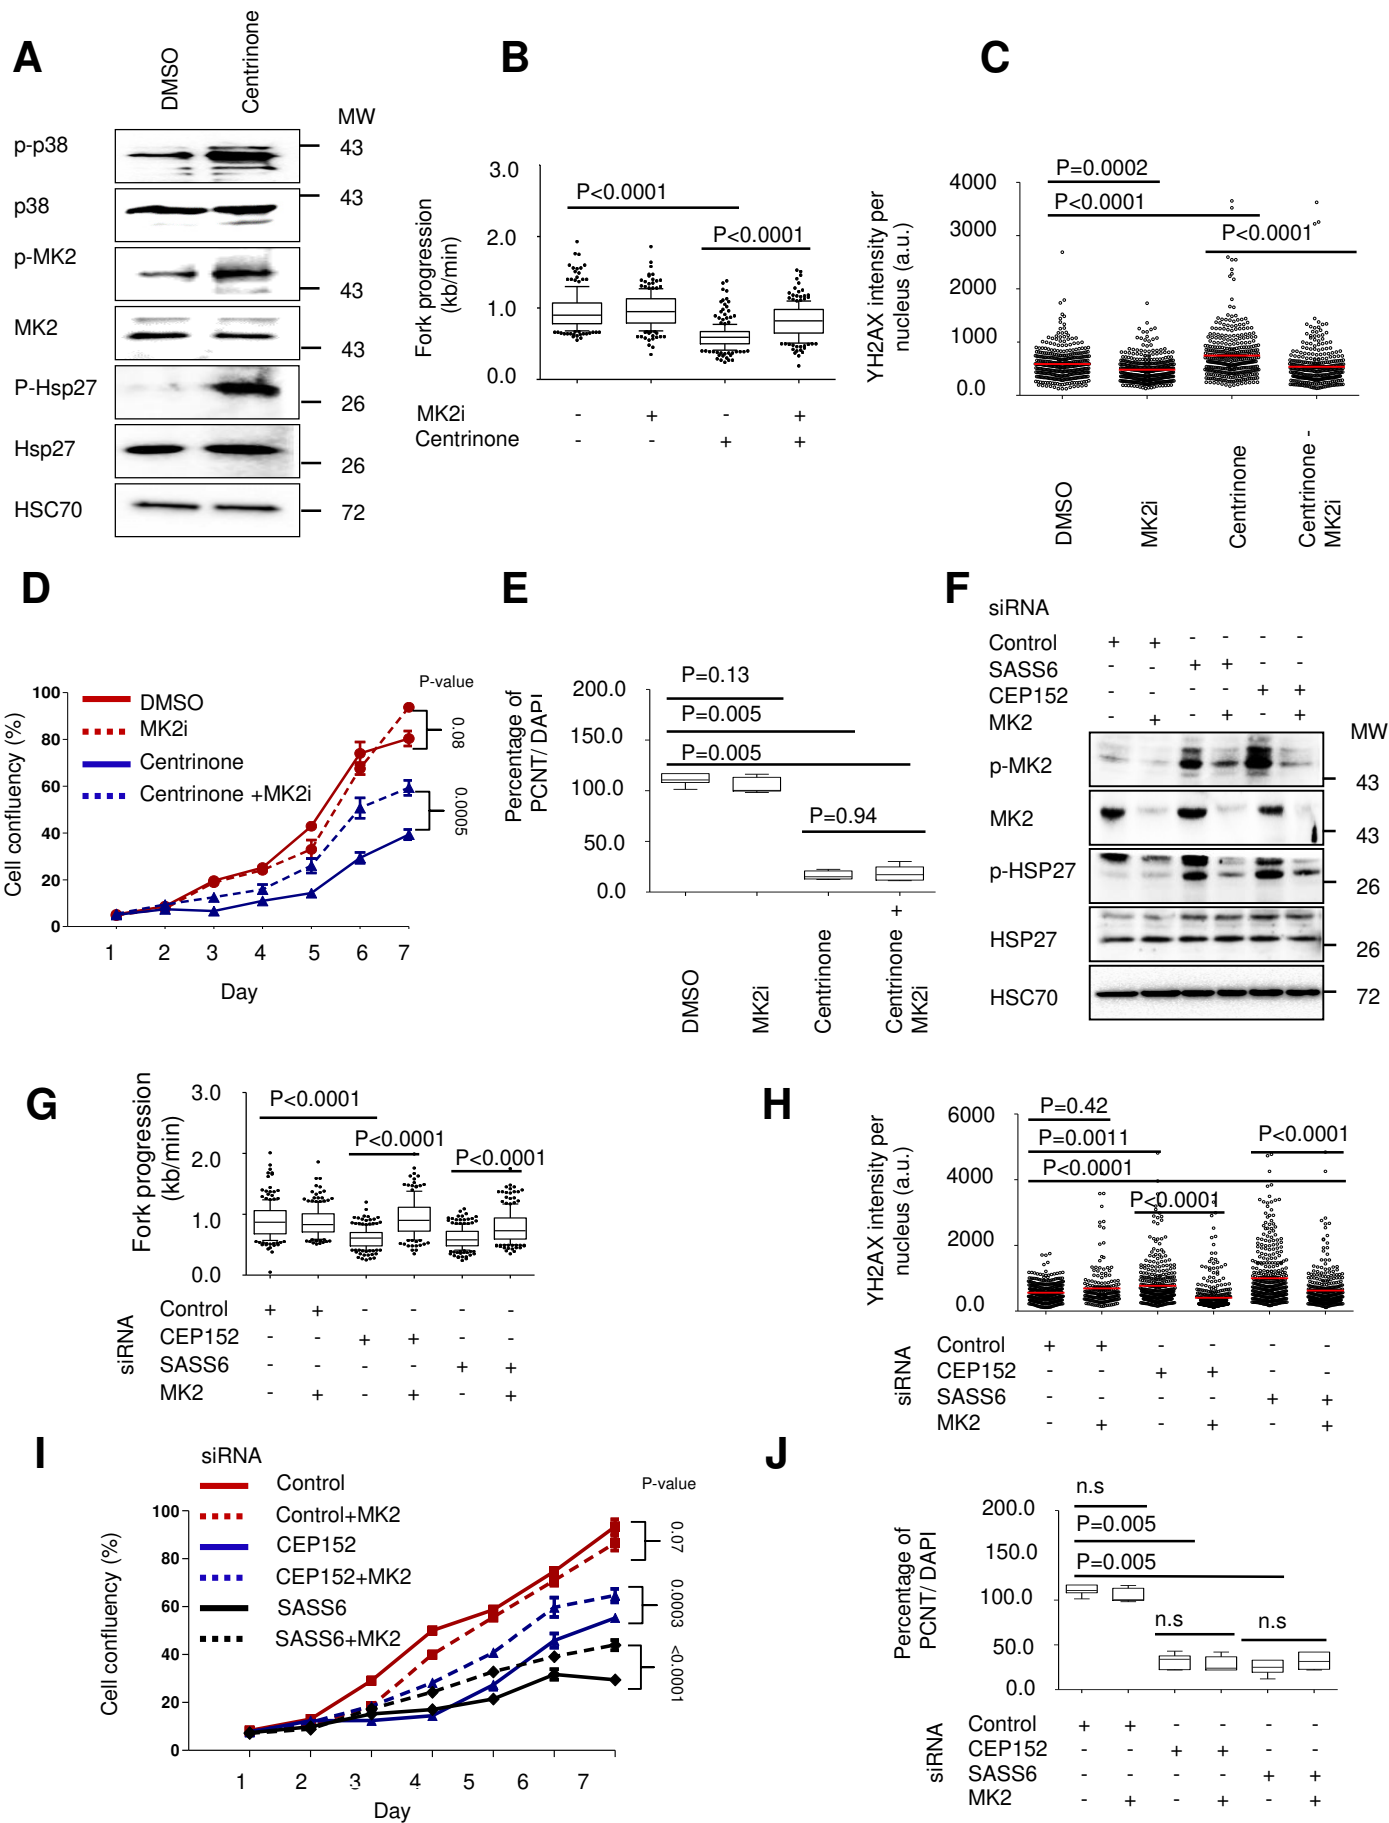 A
DMSO
Centrinone
MW
p-p38
43
p38
43
p-MK2
43
MK2
43
P-Hsp27
26
Hsp27
26
HSC70
72
B
Fork progression
(kb/min)
3.0
2.0
1.0
0.0
P<0.0001
P<0.0001
MK2i - + - +
Centrinone - - + +
C
YH2AX intensity per
nucleus (a.u.)
4000
3000
2000
1000
0.0
P=0.0002
P<0.0001
P<0.0001
DMSO
MK2i
Centrinone
Centrinone -
MK2i
D
Cell confluency (%)
100
80
60
40
20
0
DMSO
MK2i
Centrinone
Centrinone +MK2i
P-value
0.08
0.0005
1 2 3 4 5 6 7
Day
E
Percentage of
PCNT/ DAPI
200.0
150.0
100.0
50.0
0.0
P=0.13
P=0.005
P=0.005
P=0.94
DMSO
MK2i
Centrinone
Centrinone +
MK2i
F
siRNA
Control + + - - - -
SASS6 - - + + - -
CEP152 - - - - + +
MK2 - + - + - +
MW
p-MK2
43
MK2
43
p-HSP27
26
HSP27
26
HSC70
72
G
Fork progression
(kb/min)
3.0
2.0
1.0
0.0
P<0.0001
P<0.0001
P<0.0001
siRNA
Control + + - - - -
CEP152 - - + + - -
SASS6 - - - - + +
MK2 - + - + - +
H
YH2AX intensity per
nucleus (a.u.)
6000
4000
2000
0.0
P=0.42
P=0.0011
P<0.0001
P<0.0001
P<0.0001
siRNA
Control + + - - - -
CEP152 - - + + - -
SASS6 - - - - + +
MK2 - + - + - +
I
siRNA
Control
Control+MK2
CEP152
CEP152+MK2
SASS6
SASS6+MK2
Cell confluency (%)
100
80
60
40
20
0
P-value
0.07
0.0003
<0.0001
1 2 3 4 5 6 7
Day
J
Percentage of
PCNT/ DAPI
200.0
150.0
100.0
50.0
0.0
n.s
P=0.005
P=0.005
n.s
n.s
siRNA
Control + + - - - -
CEP152 - - + + - -
SASS6 - - - - + +
MK2 - + - + - +